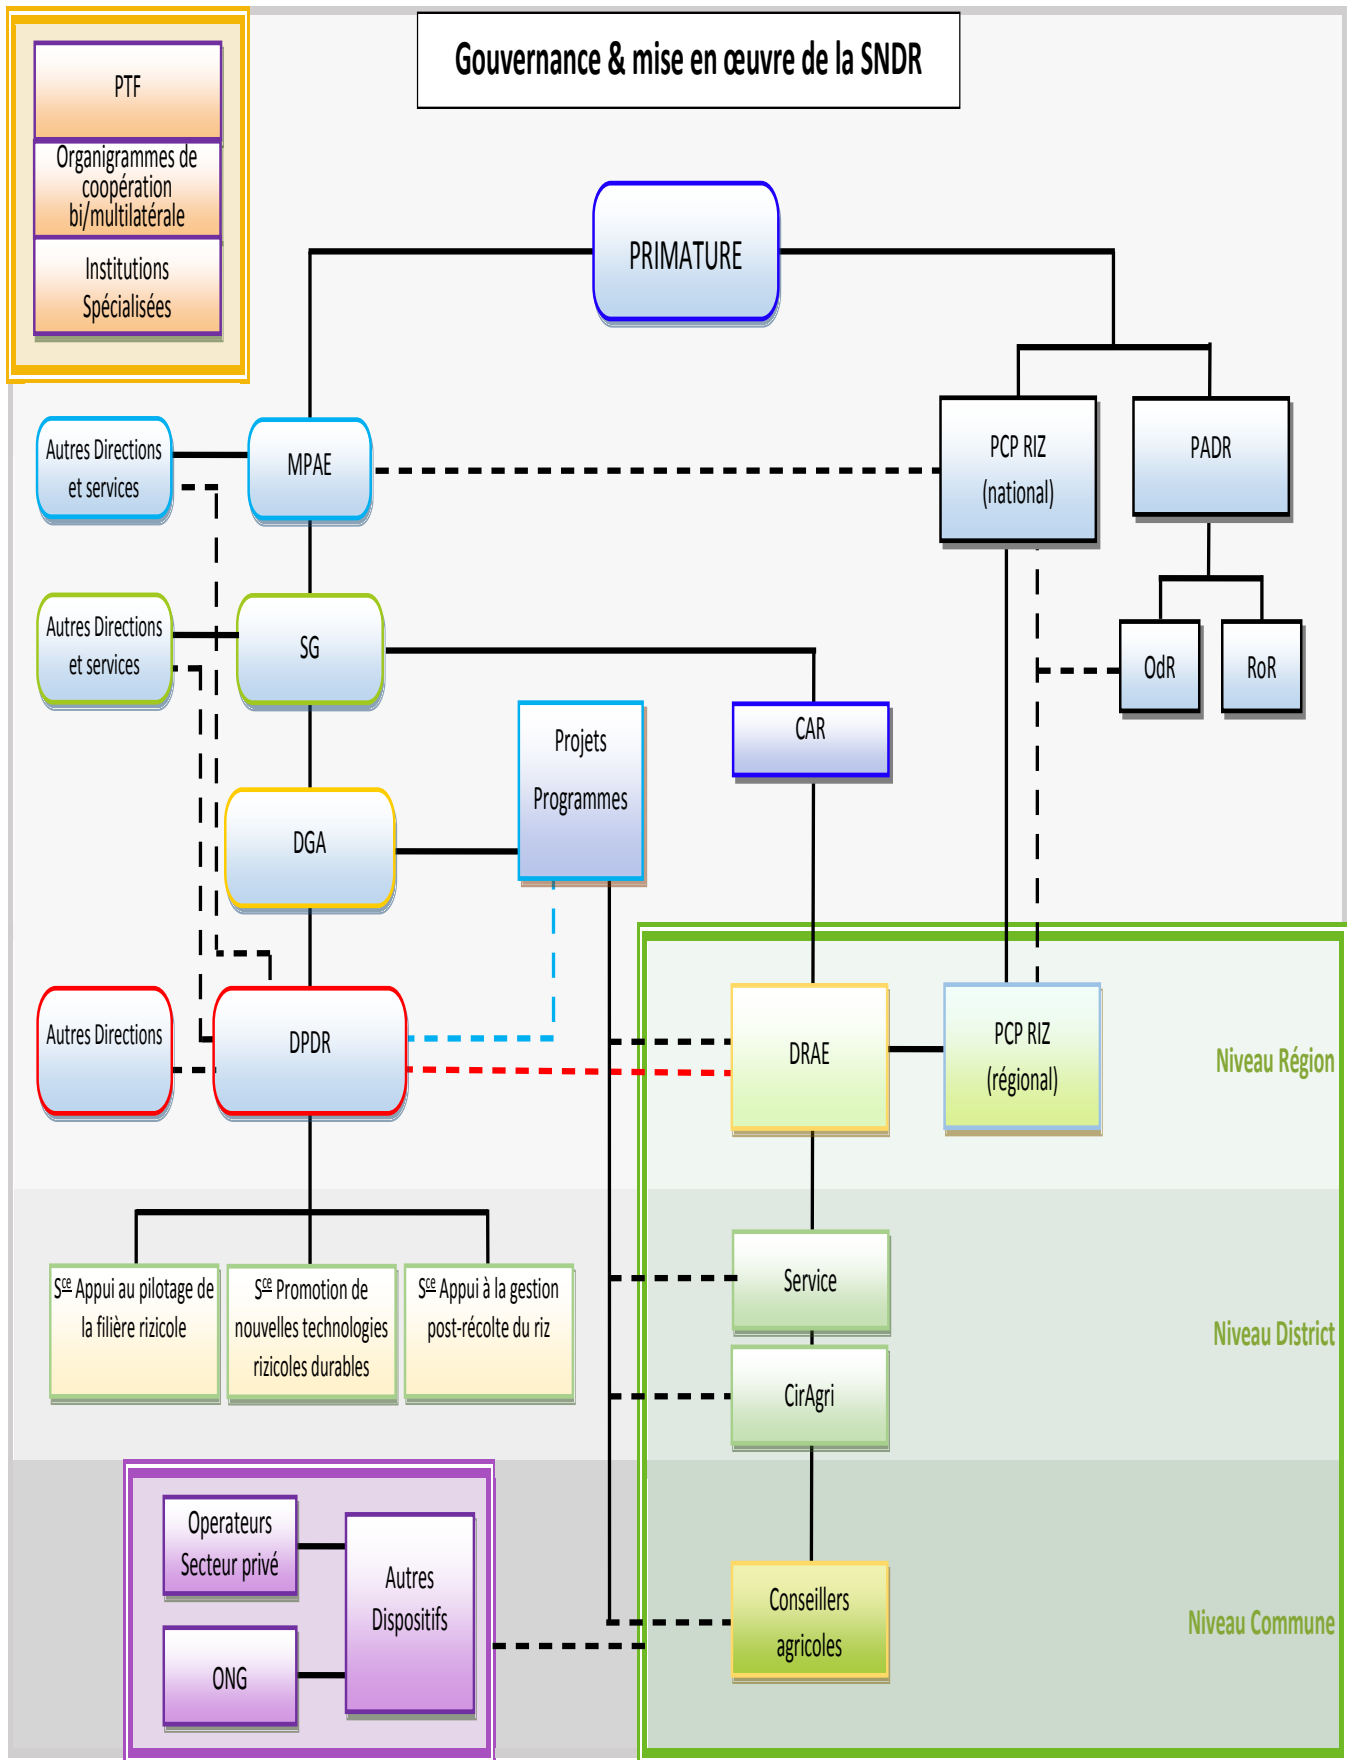 Gouvernance & mise en œuvre de la SNDR
PTF
Organigrammes de
coopération
bi/multilatérale
Institutions
Spécialisées
PRIMATURE
Autres Directions
et services
MPAE
PCP RIZ
(national)
PADR
Autres Directions
et services
SG
OdR
RoR
Projets
Programmes
CAR
DGA
Autres Directions
DPDR
DRAE
PCP RIZ
(régional)
Niveau Région
Sce Appui au pilotage de
la filière rizicole
Sce Promotion de
nouvelles technologies
rizicoles durables
Sce Appui à la gestion
post-récolte du riz
Service
Niveau District
CirAgri
Operateurs
Secteur privé
Autres
Dispositifs
ONG
Conseillers
agricoles
Niveau Commune